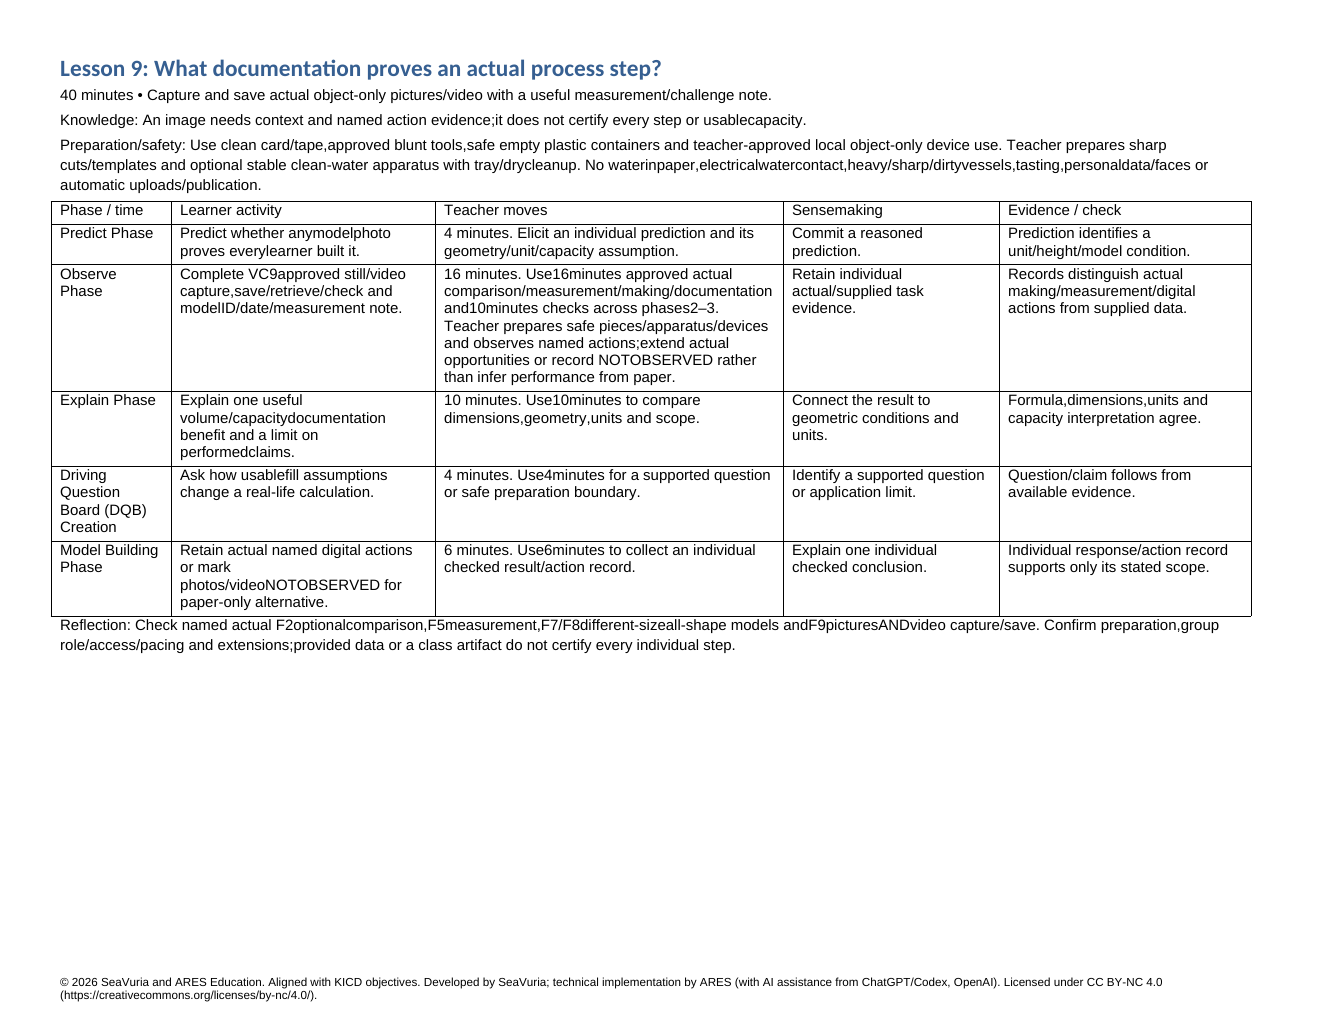 Lesson 9: What documentation proves an actual process step?
40 minutes • Capture and save actual object-only pictures/video with a useful measurement/challenge note.
Knowledge: An image needs context and named action evidence;it does not certify every step or usablecapacity.
Preparation/safety: Use clean card/tape,approved blunt tools,safe empty plastic containers and teacher-approved local object-only device use. Teacher prepares sharp
cuts/templates and optional stable clean-water apparatus with tray/drycleanup. No waterinpaper,electricalwatercontact,heavy/sharp/dirtyvessels,tasting,personaldata/faces or
automatic uploads/publication.
Phase / time
Learner activity
Teacher moves
Sensemaking
Evidence / check
Predict Phase
Predict whether anymodelphoto
proves everylearner built it.
4 minutes. Elicit an individual prediction and its
geometry/unit/capacity assumption.
Commit a reasoned
prediction.
Prediction identifies a
unit/height/model condition.
Observe
Phase
Complete VC9approved still/video
capture,save/retrieve/check and
modelID/date/measurement note.
16 minutes. Use16minutes approved actual
comparison/measurement/making/documentation
and10minutes checks across phases2–3.
Teacher prepares safe pieces/apparatus/devices
and observes named actions;extend actual
opportunities or record NOTOBSERVED rather
than infer performance from paper.
Retain individual
actual/supplied task
evidence.
Records distinguish actual
making/measurement/digital
actions from supplied data.
Explain Phase
Explain one useful
volume/capacitydocumentation
benefit and a limit on
performedclaims.
10 minutes. Use10minutes to compare
dimensions,geometry,units and scope.
Connect the result to
geometric conditions and
units.
Formula,dimensions,units and
capacity interpretation agree.
Driving
Question
Board (DQB)
Creation
Ask how usablefill assumptions
change a real-life calculation.
4 minutes. Use4minutes for a supported question
or safe preparation boundary.
Identify a supported question
or application limit.
Question/claim follows from
available evidence.
Model Building
Phase
Retain actual named digital actions
or mark
photos/videoNOTOBSERVED for
paper-only alternative.
6 minutes. Use6minutes to collect an individual
checked result/action record.
Explain one individual
checked conclusion.
Individual response/action record
supports only its stated scope.
Reflection: Check named actual F2optionalcomparison,F5measurement,F7/F8different-sizeall-shape models andF9picturesANDvideo capture/save. Confirm preparation,group
role/access/pacing and extensions;provided data or a class artifact do not certify every individual step.
© 2026 SeaVuria and ARES Education. Aligned with KICD objectives. Developed by SeaVuria; technical implementation by ARES (with AI assistance from ChatGPT/Codex, OpenAI). Licensed under CC BY-NC 4.0
(https://creativecommons.org/licenses/by-nc/4.0/).